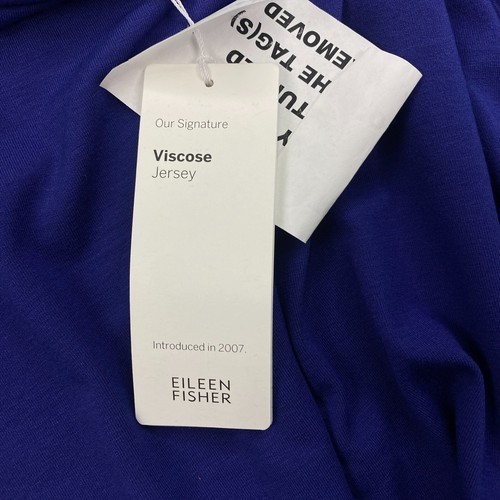 Our Signature
Viscose
Jersey
Introduced in 2007.
EILEEN
FISHER
HE TAG(S)
EMOVED